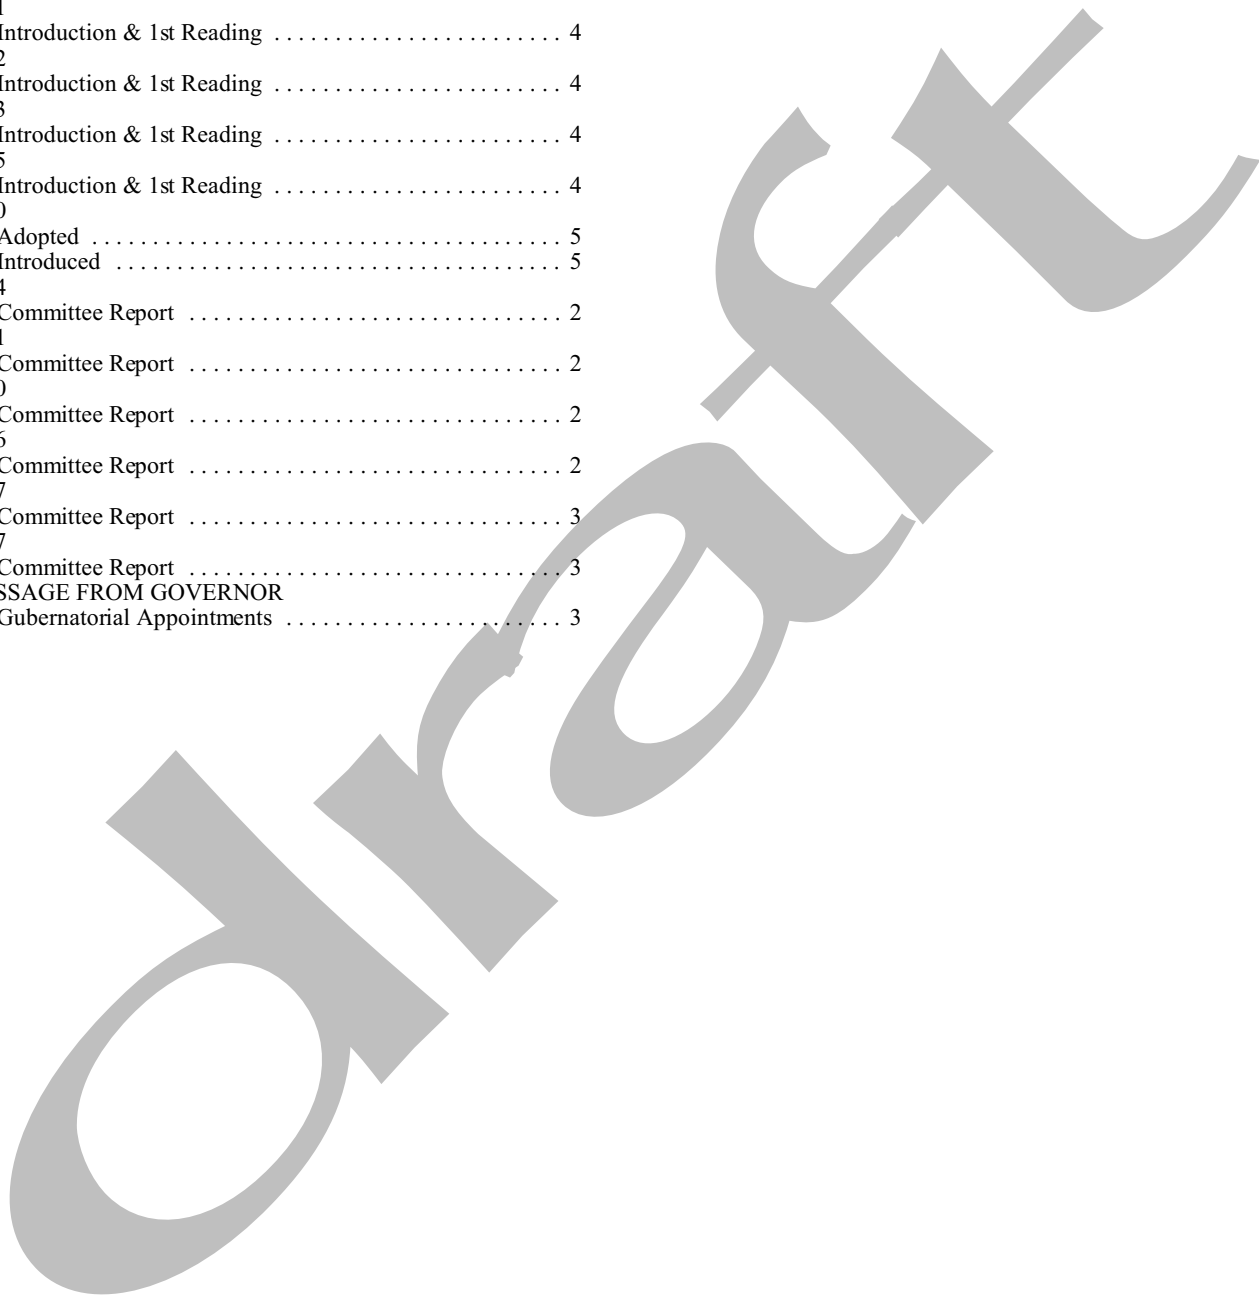 1
Introduction & 1st Reading . . . . . . . . . . . . . . . . . . . . . . . . 4
2
Introduction & 1st Reading . . . . . . . . . . . . . . . . . . . . . . . . 4
3
Introduction & 1st Reading . . . . . . . . . . . . . . . . . . . . . . . . 4
5
Introduction & 1st Reading . . . . . . . . . . . . . . . . . . . . . . . . 4
0
Adopted . . . . . . . . . . . . . . . . . . . . . . . . . . . . . . . . . . . . . . . 5
Introduced . . . . . . . . . . . . . . . . . . . . . . . . . . . . . . . . . . . . . 5
4
Committee Report . . . . . . . . . . . . . . . . . . . . . . . . . . . . . . . 2
1
Committee Report . . . . . . . . . . . . . . . . . . . . . . . . . . . . . . . 2
0
Committee Report . . . . . . . . . . . . . . . . . . . . . . . . . . . . . . . 2
6
Committee Report . . . . . . . . . . . . . . . . . . . . . . . . . . . . . . . 2
7
Committee Report . . . . . . . . . . . . . . . . . . . . . . . . . . . . . . . 3
7
Committee Report . . . . . . . . . . . . . . . . . . . . . . . . . . . . . . . 3
SSAGE FROM GOVERNOR
Gubernatorial Appointments . . . . . . . . . . . . . . . . . . . . . . . 3
draft